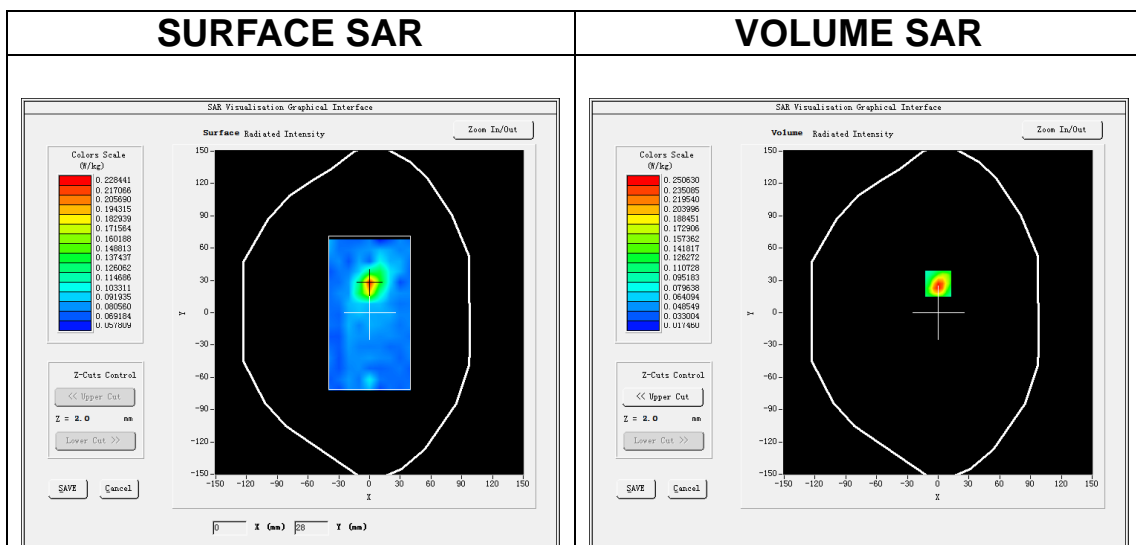 SURFACE SAR
VOLUME SAR
SAR Visualisation Graphical Interface
Surface Radiated Intensity
Zoom In/Out
Colors Scale
(W/kg)
0.228441
0.217066
0.205690
0.194315
0.182939
0.171564
0.160188
0.148813
0.137437
0.126062
0.114686
0.103311
0.091935
0.080560
0.069184
0.057809
150
120
90
60
30
0
-30
-60
-90
-120
-150
Y
-150 -120 -90 -60 -30 0 30 60 90 120 150
X
Z-Cuts Control
<< Upper Cut
Z = 2.0 mm
Lower Cut >>
SAVE Cancel
0 X (mm) 28 Y (mm)
SAR Visualisation Graphical Interface
Volume Radiated Intensity
Zoom In/Out
Colors Scale
(W/kg)
0.250630
0.235085
0.219540
0.203996
0.188451
0.172906
0.157362
0.141817
0.126272
0.110728
0.095183
0.079638
0.064094
0.048549
0.033004
0.017460
150
120
90
60
30
0
-30
-60
-90
-120
-150
Y
-150 -120 -90 -60 -30 0 30 60 90 120 150
X
Z-Cuts Control
<< Upper Cut
Z = 2.0 mm
Lower Cut >>
SAVE Cancel